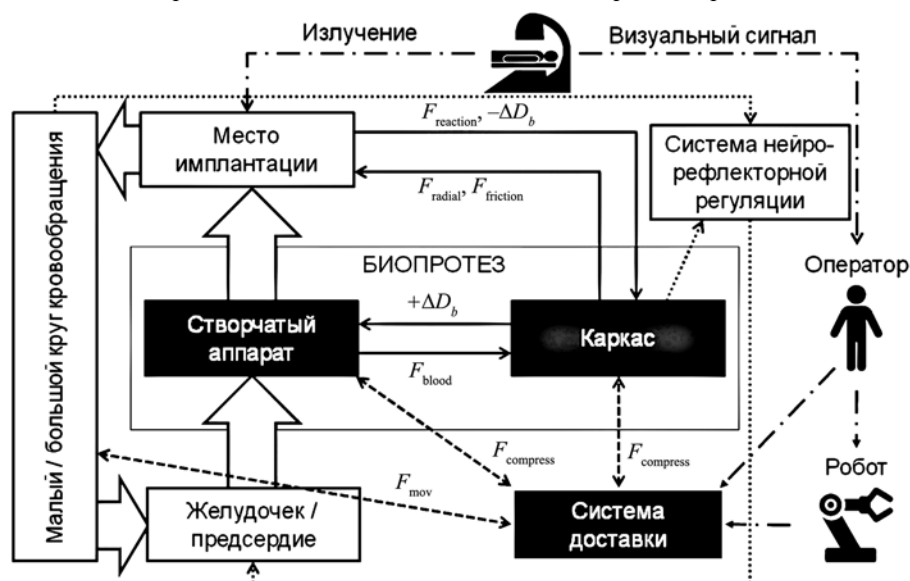 Излучение
Визуальный сигнал
Место
имплантации
F_reaction, –ΔD_b
F_radial, F_friction
Система нейро-
рефлекторной
регуляции
Малый / большой круг кровообращения
БИОПРОТЕЗ
Оператор
Створчатый
аппарат
+ΔD_b
F_blood
Каркас
F_compress
F_compress
F_mov
Робот
Желудочек /
предсердие
Система
доставки